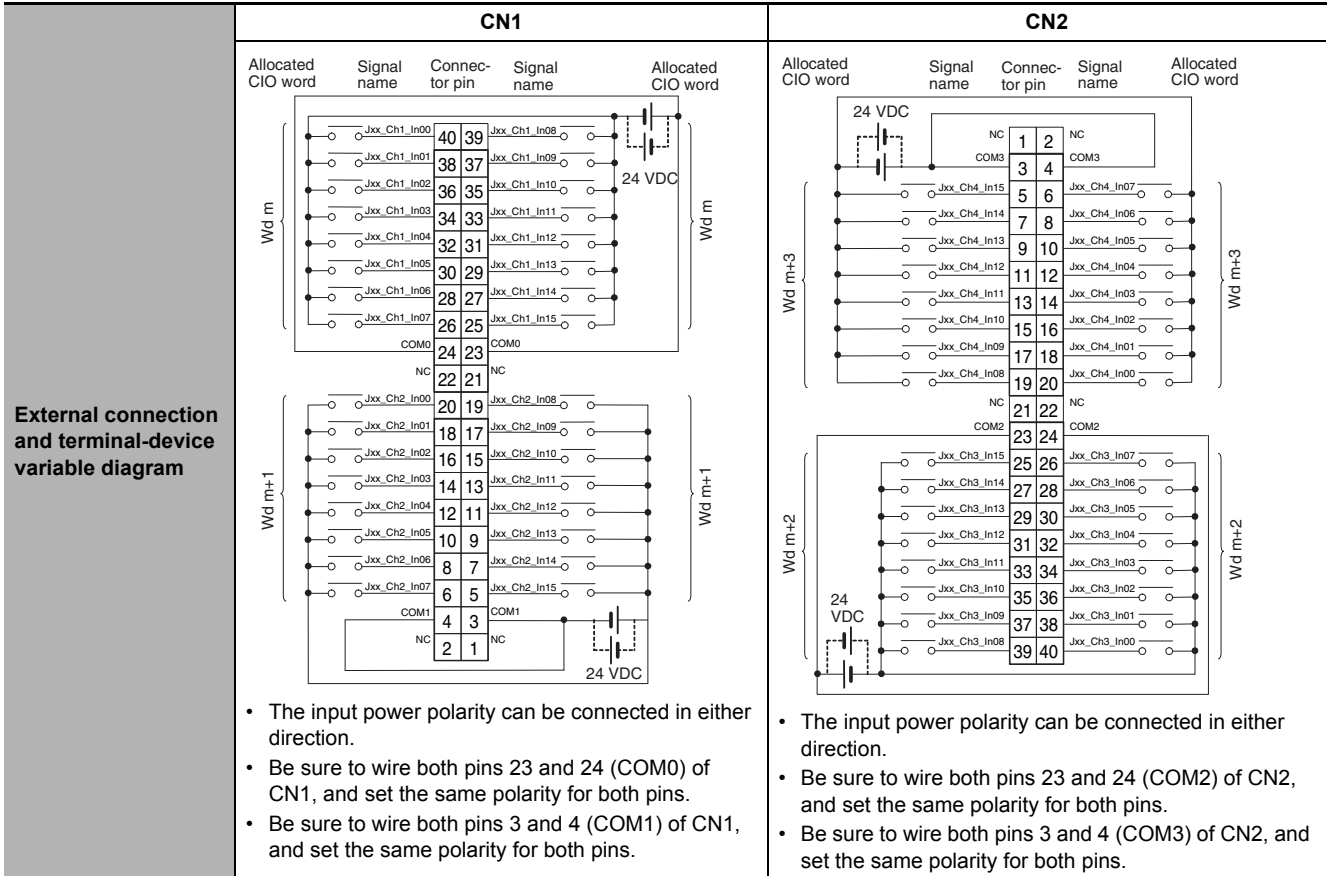 CN1
CN2
External connection
and terminal-device
variable diagram
Allocated CIO word
Signal name
Connec-tor pin
Signal name
Allocated CIO word
24 VDC
Wd m
Wd m
Jxx_Ch1_In00 40 39 Jxx_Ch1_In08
Jxx_Ch1_In01 38 37 Jxx_Ch1_In09
Jxx_Ch1_In02 36 35 Jxx_Ch1_In10
Jxx_Ch1_In03 34 33 Jxx_Ch1_In11
Jxx_Ch1_In04 32 31 Jxx_Ch1_In12
Jxx_Ch1_In05 30 29 Jxx_Ch1_In13
Jxx_Ch1_In06 28 27 Jxx_Ch1_In14
Jxx_Ch1_In07 26 25 Jxx_Ch1_In15
COM0 24 23 COM0
NC 22 21 NC
Wd m+1
Wd m+1
Jxx_Ch2_In00 20 19 Jxx_Ch2_In08
Jxx_Ch2_In01 18 17 Jxx_Ch2_In09
Jxx_Ch2_In02 16 15 Jxx_Ch2_In10
Jxx_Ch2_In03 14 13 Jxx_Ch2_In11
Jxx_Ch2_In04 12 11 Jxx_Ch2_In12
Jxx_Ch2_In05 10 9 Jxx_Ch2_In13
Jxx_Ch2_In06 8 7 Jxx_Ch2_In14
Jxx_Ch2_In07 6 5 Jxx_Ch2_In15
COM1 4 3 COM1
NC 2 1 NC
24 VDC
• The input power polarity can be connected in either
direction.
• Be sure to wire both pins 23 and 24 (COM0) of
CN1, and set the same polarity for both pins.
• Be sure to wire both pins 3 and 4 (COM1) of CN1,
and set the same polarity for both pins.
Allocated CIO word
Signal name
Connec-tor pin
Signal name
Allocated CIO word
24 VDC
NC 1 2 NC
COM3 3 4 COM3
Wd m+3
Wd m+3
Jxx_Ch4_In15 5 6 Jxx_Ch4_In07
Jxx_Ch4_In14 7 8 Jxx_Ch4_In06
Jxx_Ch4_In13 9 10 Jxx_Ch4_In05
Jxx_Ch4_In12 11 12 Jxx_Ch4_In04
Jxx_Ch4_In11 13 14 Jxx_Ch4_In03
Jxx_Ch4_In10 15 16 Jxx_Ch4_In02
Jxx_Ch4_In09 17 18 Jxx_Ch4_In01
Jxx_Ch4_In08 19 20 Jxx_Ch4_In00
NC 21 22 NC
COM2 23 24 COM2
Wd m+2
Wd m+2
Jxx_Ch3_In15 25 26 Jxx_Ch3_In07
Jxx_Ch3_In14 27 28 Jxx_Ch3_In06
Jxx_Ch3_In13 29 30 Jxx_Ch3_In05
Jxx_Ch3_In12 31 32 Jxx_Ch3_In04
Jxx_Ch3_In11 33 34 Jxx_Ch3_In03
Jxx_Ch3_In10 35 36 Jxx_Ch3_In02
Jxx_Ch3_In09 37 38 Jxx_Ch3_In01
Jxx_Ch3_In08 39 40 Jxx_Ch3_In00
24
VDC
• The input power polarity can be connected in either
direction.
• Be sure to wire both pins 23 and 24 (COM2) of CN2,
and set the same polarity for both pins.
• Be sure to wire both pins 3 and 4 (COM3) of CN2, and
set the same polarity for both pins.